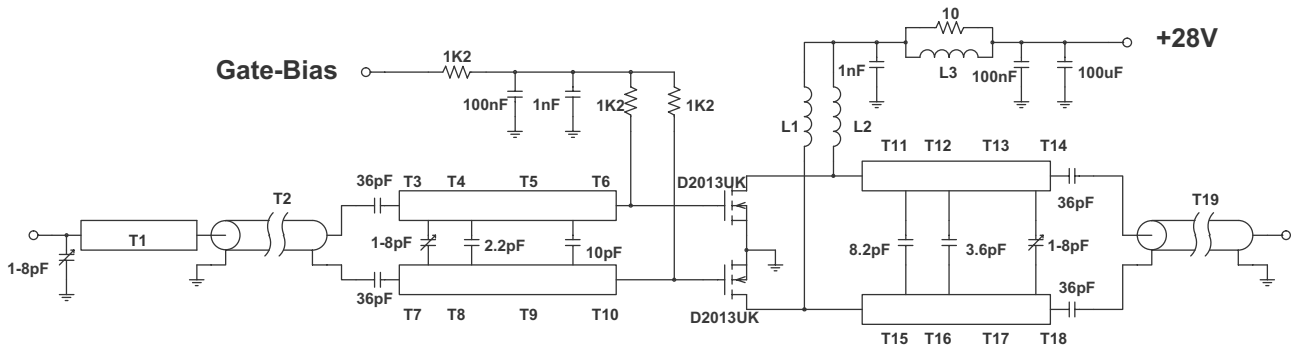 10
+28V
1K2
Gate-Bias
1nF
L3
100nF
100uF
100nF
1nF
1K2
1K2
L1
L2
T11 T12 T13 T14
D2013UK
36pF
T3 T4 T5 T6
T2
36pF
T19
T1
1-8pF
2.2pF
10pF
8.2pF
3.6pF
1-8pF
1-8pF
36pF
36pF
T7 T8 T9 T10
D2013UK
T15 T16 T17 T18